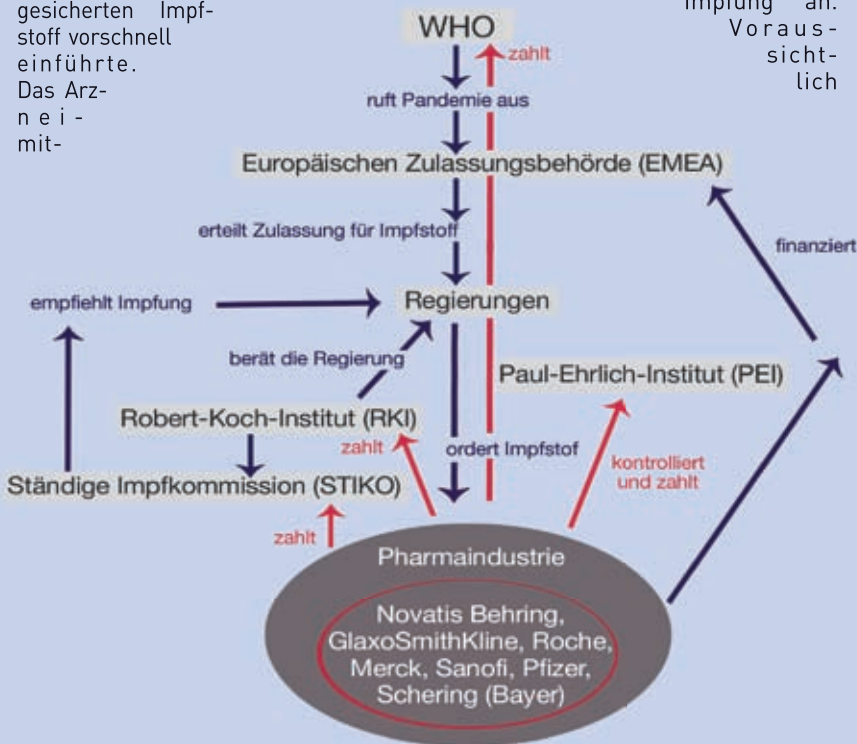 gesicherten Impf-
stoff vorschnell
einführte.
Das Arz-
nei-
mit-
Impfung an.
Voraus-
sicht-
lich
WHO
zahlt
ruft Pandemie aus
Europäischen Zulassungsbehörde (EMEA)
erteilt Zulassung für Impfstoff
finanziert
empfiehlt Impfung
Regierungen
berät die Regierung
Paul-Ehrlich-Institut (PEI)
Robert-Koch-Institut (RKI)
zahlt
ordert Impfstof
kontrolliert
und zahlt
Ständige Impfkommission (STIKO)
zahlt
Pharmaindustrie
Novatis Behring,
GlaxoSmithKline, Roche,
Merck, Sanofi, Pfizer,
Schering (Bayer)